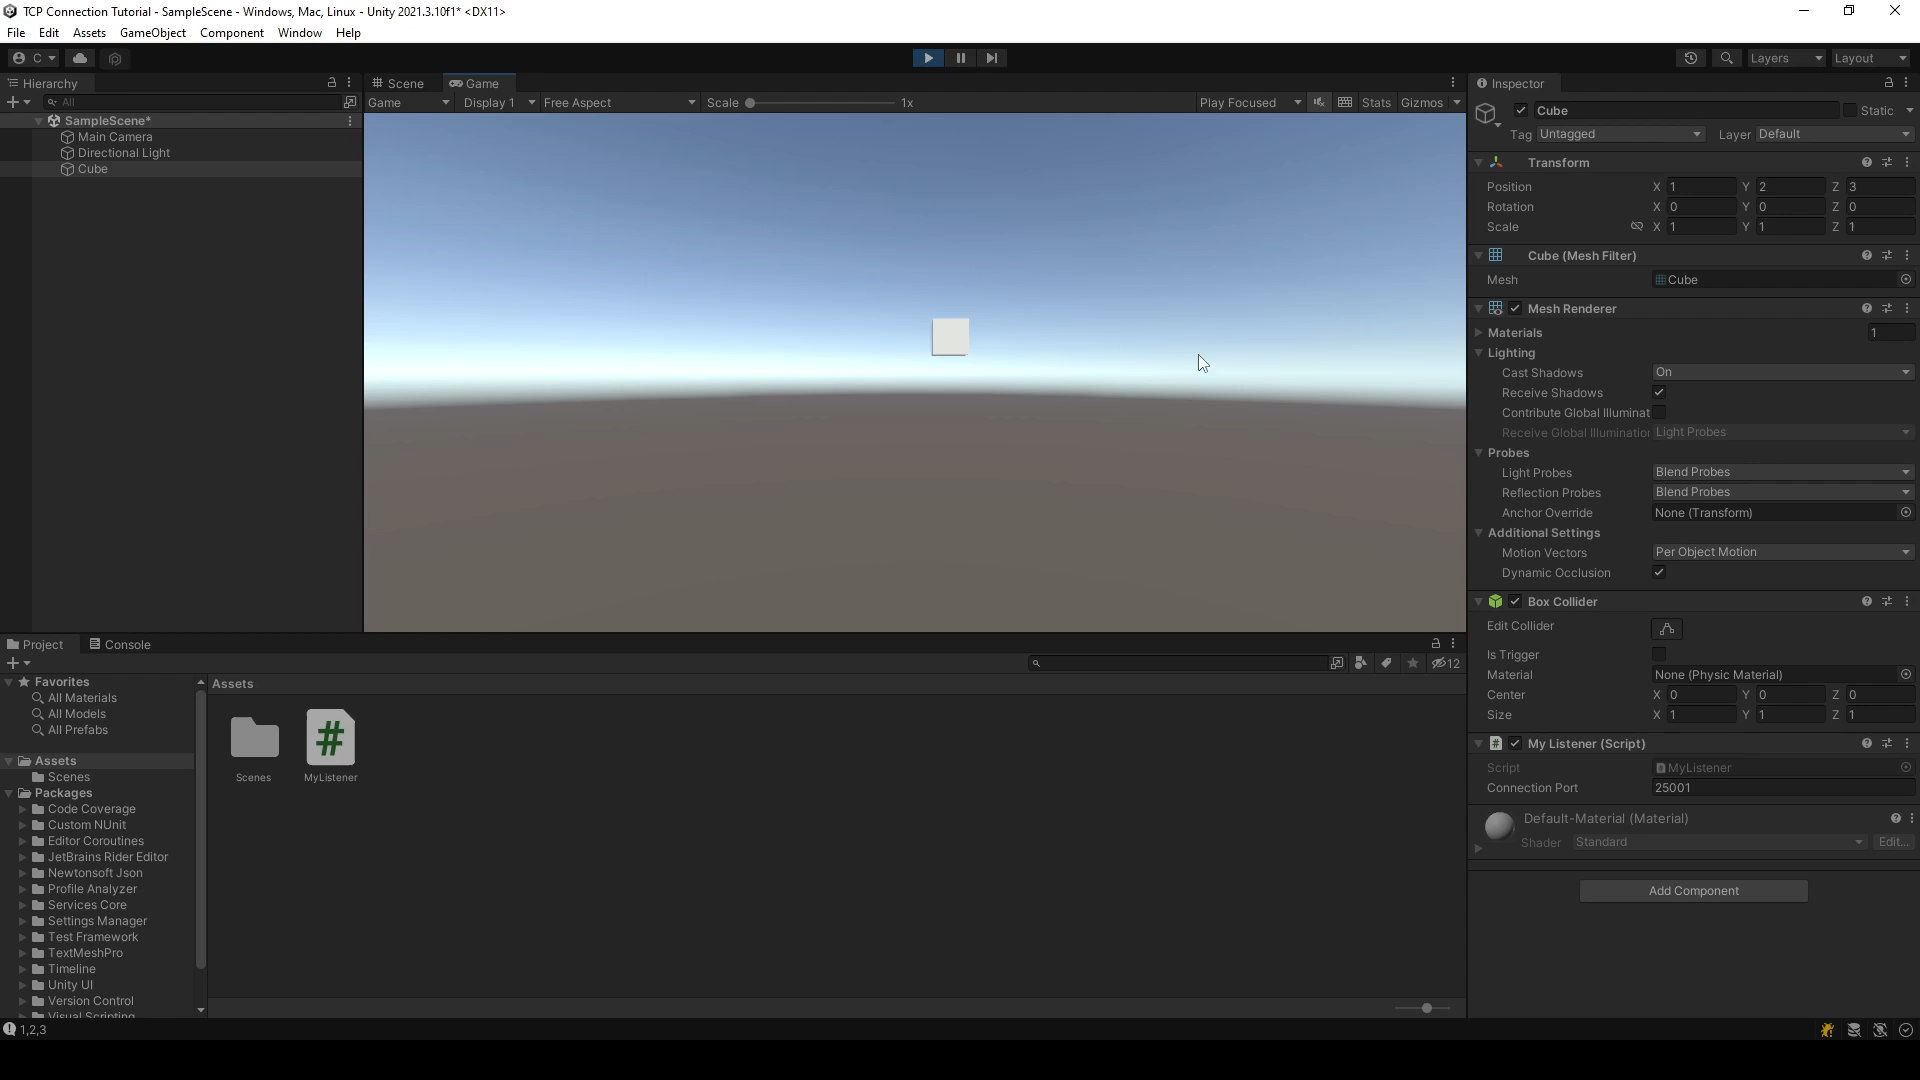 TCP Connection Tutorial - SampleScene - Windows, Mac, Linux - Unity 2021.3.10f1* <DX11>
File Edit Assets GameObject Component Window Help
C
Layers
Layout
Hierarchy
All
SampleScene*
Main Camera
Directional Light
Cube
Scene
Game
Game
Display 1
Free Aspect
Scale
1x
Play Focused
Stats
Gizmos
Inspector
Cube
Static
Tag Untagged
Layer Default
Transform
Position X 1 Y 2 Z 3
Rotation X 0 Y 0 Z 0
Scale X 1 Y 1 Z 1
Cube (Mesh Filter)
Mesh Cube
Mesh Renderer
Materials 1
Lighting
Cast Shadows On
Receive Shadows
Contribute Global Illuminat
Receive Global Illumination Light Probes
Probes
Light Probes Blend Probes
Reflection Probes Blend Probes
Anchor Override None (Transform)
Additional Settings
Motion Vectors Per Object Motion
Dynamic Occlusion
Box Collider
Edit Collider
Is Trigger
Material None (Physic Material)
Center X 0 Y 0 Z 0
Size X 1 Y 1 Z 1
My Listener (Script)
Script MyListener
Connection Port 25001
Default-Material (Material)
Shader Standard Edit...
Add Component
Project
Console
12
Favorites
All Materials
All Models
All Prefabs
Assets
Scenes
Packages
Code Coverage
Custom NUnit
Editor Coroutines
JetBrains Rider Editor
Newtonsoft Json
Profile Analyzer
Services Core
Settings Manager
Test Framework
TextMeshPro
Timeline
Unity UI
Version Control
Visual Scripting
Assets
Scenes
MyListener
1,2,3